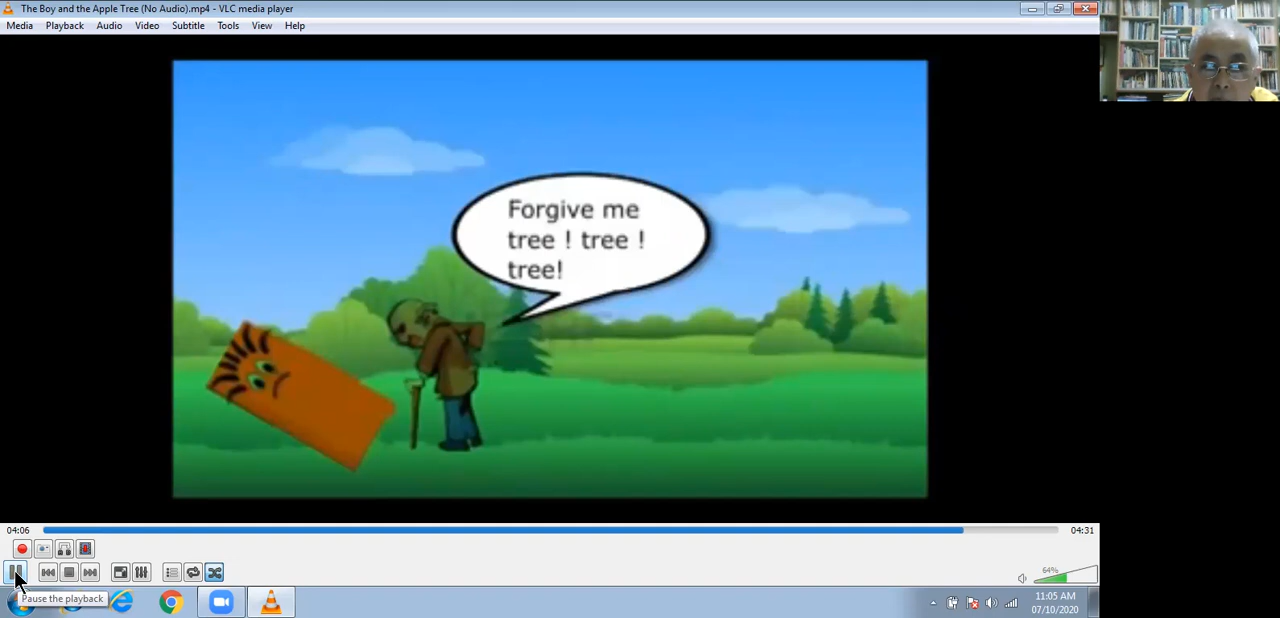 The Boy and the Apple Tree (No Audio).mp4 - VLC media player
Media Playback Audio Video Subtitle Tools View Help
Forgive me
tree ! tree !
tree!
04:06
04:31
64%
Pause the playback
11:05 AM
07/10/2020